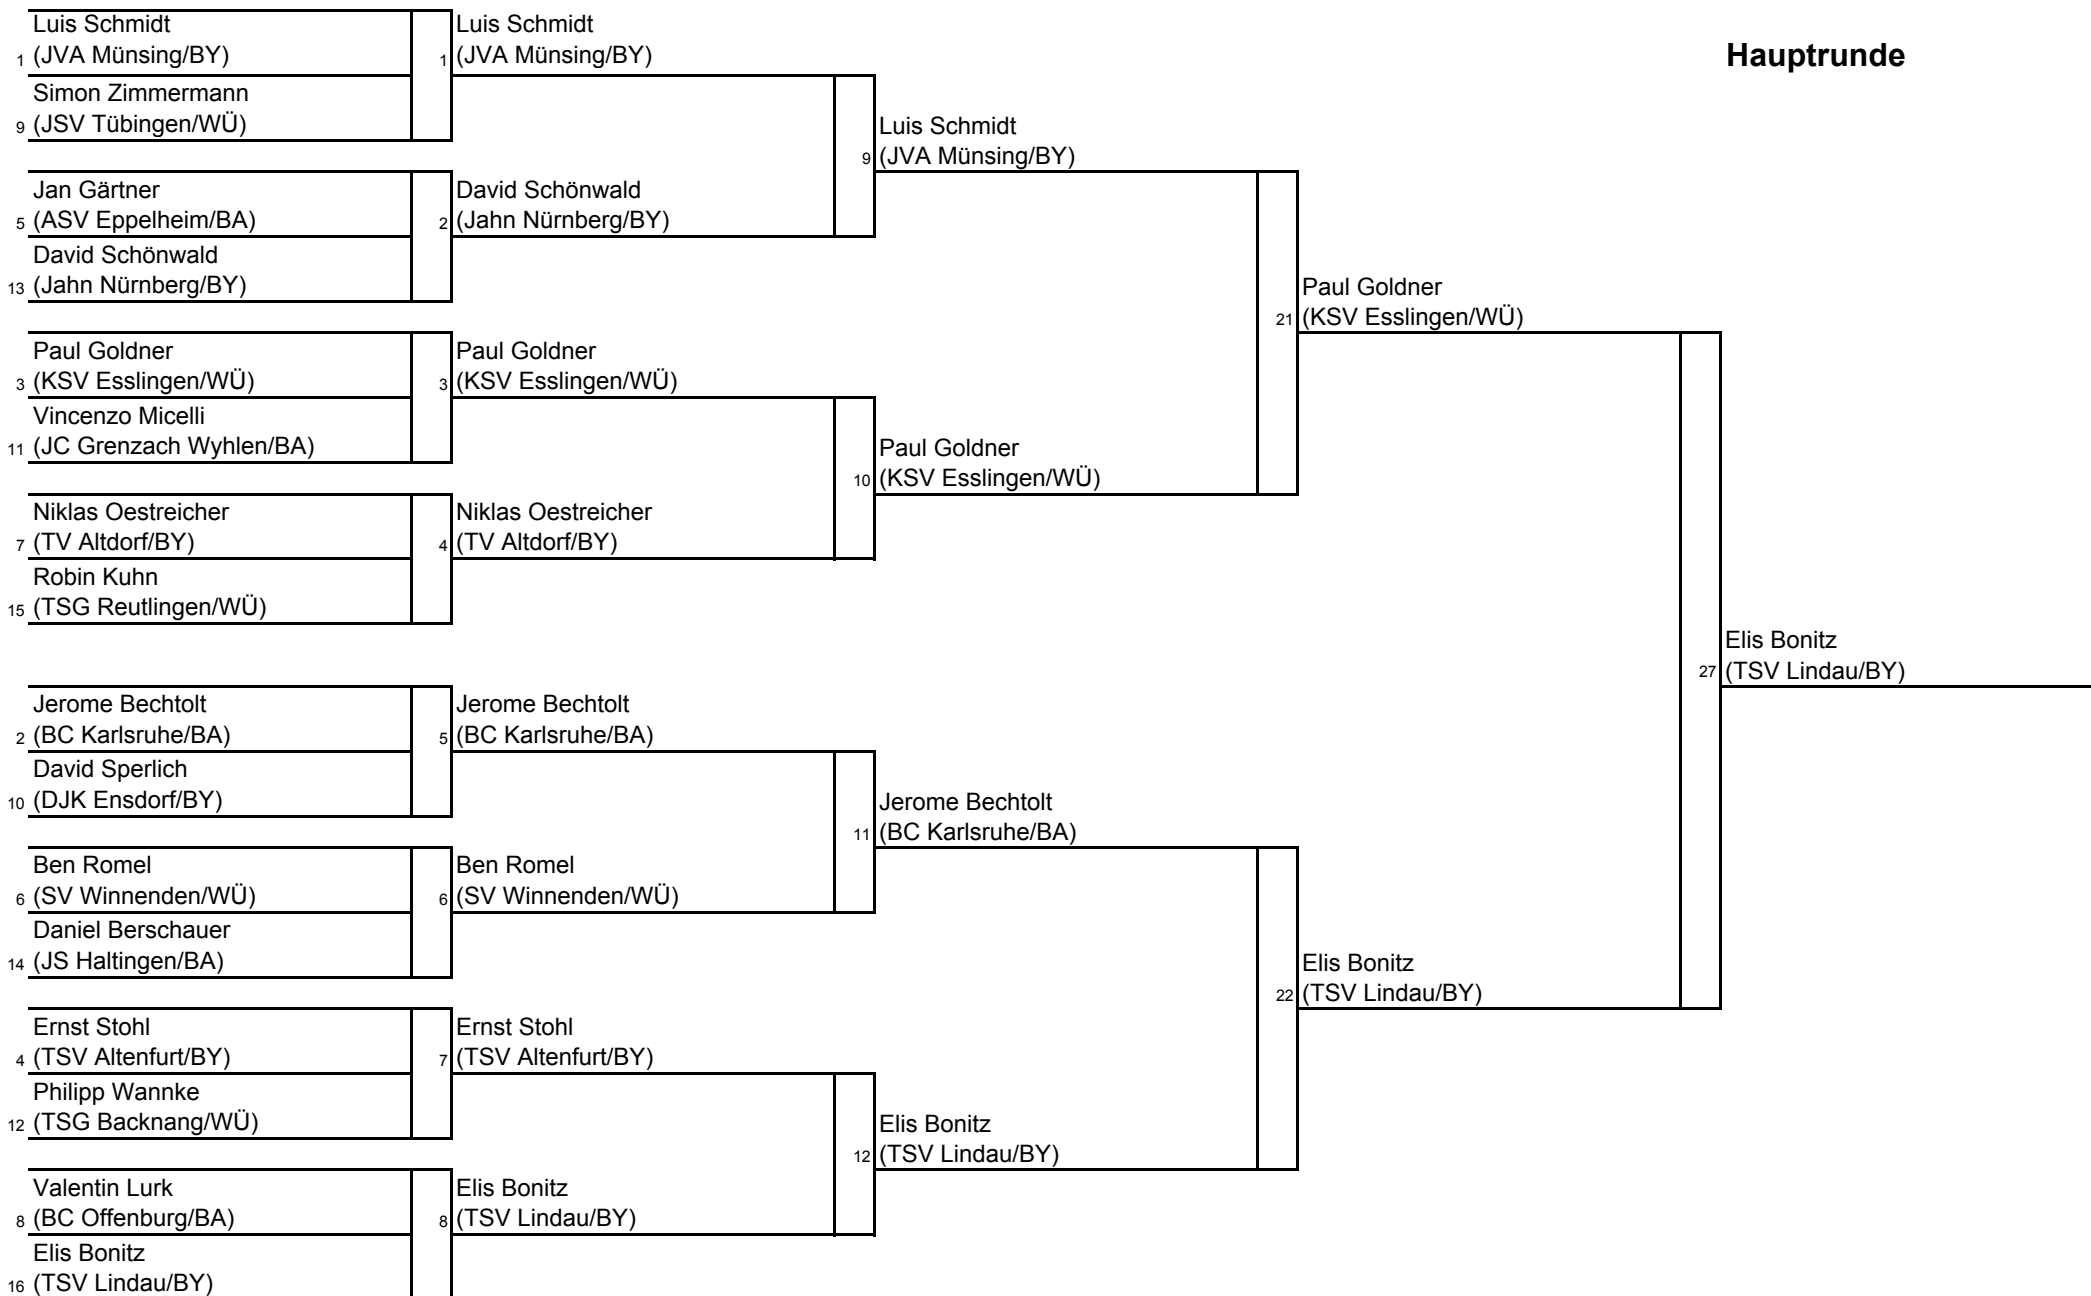 Hauptrunde
Luis Schmidt
1 (JVA Münsing/BY)
Simon Zimmermann
9 (JSV Tübingen/WÜ)
Jan Gärtner
5 (ASV Eppelheim/BA)
David Schönwald
13 (Jahn Nürnberg/BY)
Paul Goldner
3 (KSV Esslingen/WÜ)
Vincenzo Micelli
11 (JC Grenzach Wyhlen/BA)
Niklas Oestreicher
7 (TV Altdorf/BY)
Robin Kuhn
15 (TSG Reutlingen/WÜ)
Jerome Bechtolt
2 (BC Karlsruhe/BA)
David Sperlich
10 (DJK Ensdorf/BY)
Ben Romel
6 (SV Winnenden/WÜ)
Daniel Berschauer
14 (JS Haltingen/BA)
Ernst Stohl
4 (TSV Altenfurt/BY)
Philipp Wannke
12 (TSG Backnang/WÜ)
Valentin Lurk
8 (BC Offenburg/BA)
Elis Bonitz
16 (TSV Lindau/BY)
Luis Schmidt
1 (JVA Münsing/BY)
David Schönwald
2 (Jahn Nürnberg/BY)
Paul Goldner
3 (KSV Esslingen/WÜ)
Niklas Oestreicher
4 (TV Altdorf/BY)
Jerome Bechtolt
5 (BC Karlsruhe/BA)
Ben Romel
6 (SV Winnenden/WÜ)
Ernst Stohl
7 (TSV Altenfurt/BY)
Elis Bonitz
8 (TSV Lindau/BY)
Luis Schmidt
9 (JVA Münsing/BY)
Paul Goldner
10 (KSV Esslingen/WÜ)
Jerome Bechtolt
11 (BC Karlsruhe/BA)
Elis Bonitz
12 (TSV Lindau/BY)
Paul Goldner
21 (KSV Esslingen/WÜ)
Elis Bonitz
22 (TSV Lindau/BY)
Elis Bonitz
27 (TSV Lindau/BY)